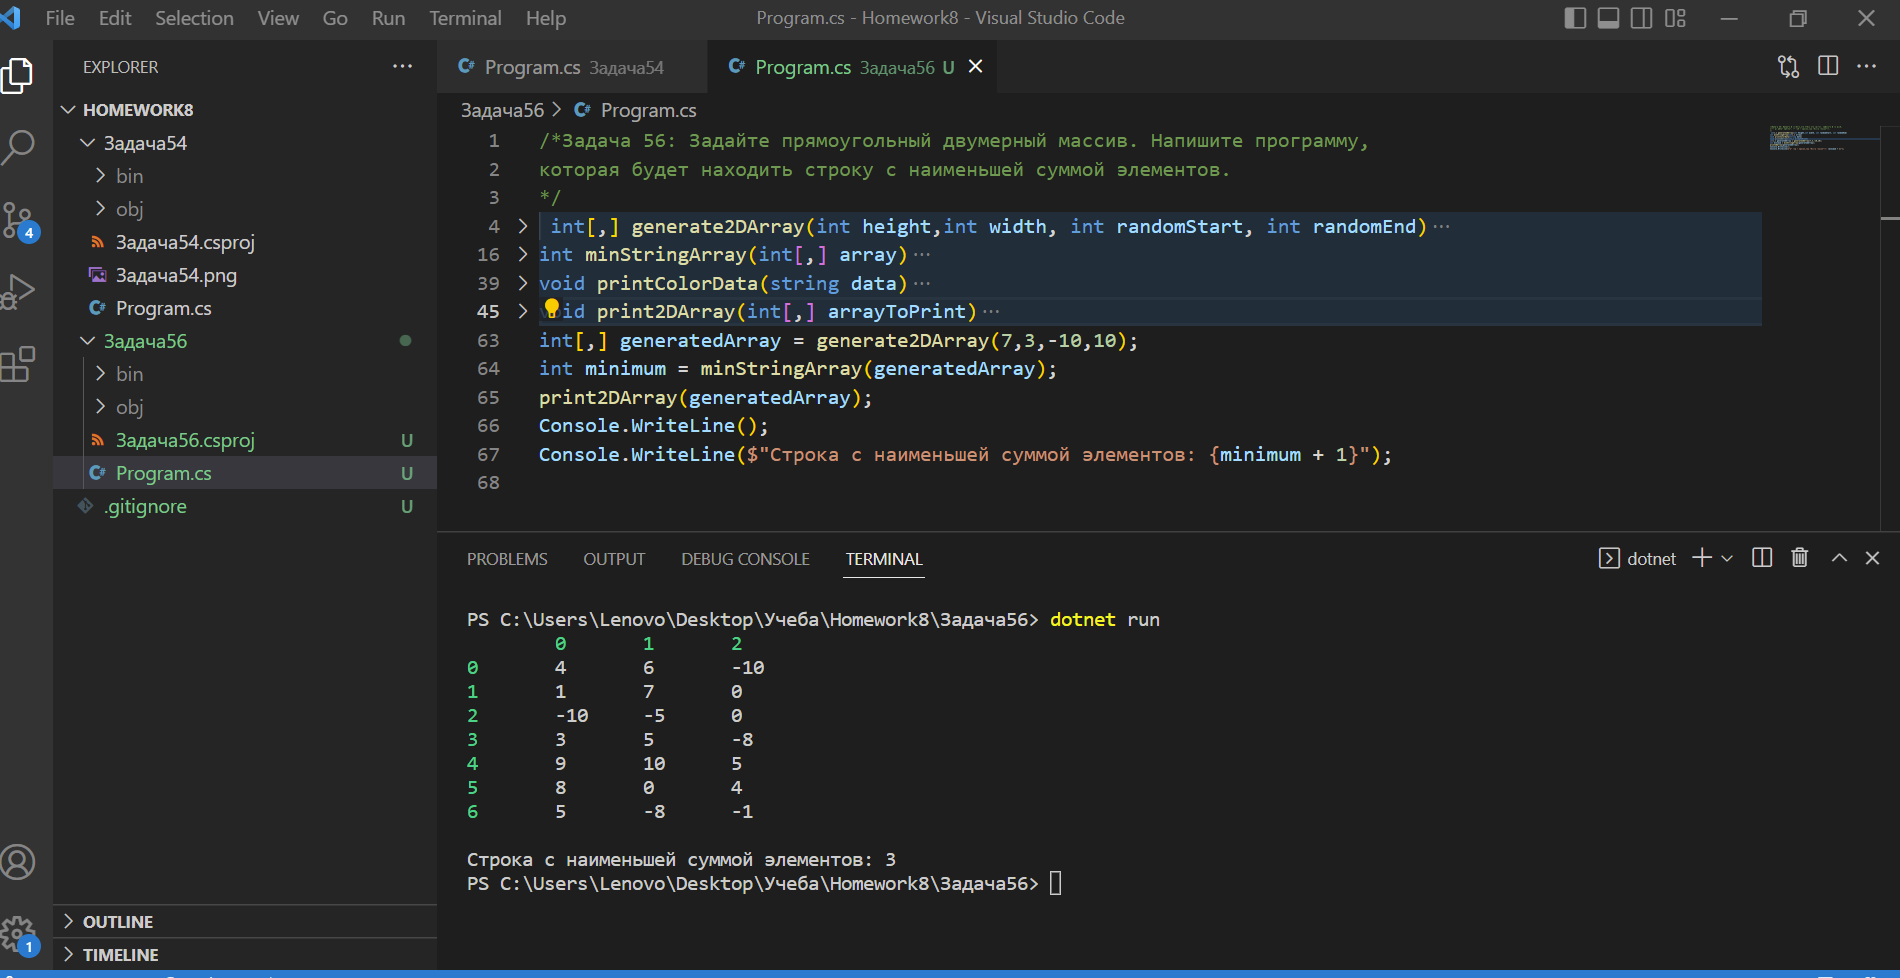 File Edit Selection View Go Run Terminal Help
Program.cs - Homework8 - Visual Studio Code
EXPLORER
HOMEWORK8
Задача54
bin
obj
Задача54.csproj
Задача54.png
Program.cs
Задача56
bin
obj
Задача56.csproj U
Program.cs U
.gitignore U
OUTLINE
TIMELINE
4
1
Program.cs Задача54
Program.cs Задача56 U
Задача56 > Program.cs
1 /*Задача 56: Задайте прямоугольный двумерный массив. Напишите программу,
2 которая будет находить строку с наименьшей суммой элементов.
3 */
4 int[,] generate2DArray(int height,int width, int randomStart, int randomEnd)···
16 int minStringArray(int[,] array)···
39 void printColorData(string data)···
45 id print2DArray(int[,] arrayToPrint)···
63 int[,] generatedArray = generate2DArray(7,3,-10,10);
64 int minimum = minStringArray(generatedArray);
65 print2DArray(generatedArray);
66 Console.WriteLine();
67 Console.WriteLine($"Строка с наименьшей суммой элементов: {minimum + 1}");
68
PROBLEMS OUTPUT DEBUG CONSOLE TERMINAL
dotnet
PS C:\Users\Lenovo\Desktop\Учеба\Homework8\Задача56> dotnet run
0 1 2
0 4 6 -10
1 1 7 0
2 -10 -5 0
3 3 5 -8
4 9 10 5
5 8 0 4
6 5 -8 -1
Строка с наименьшей суммой элементов: 3
PS C:\Users\Lenovo\Desktop\Учеба\Homework8\Задача56>